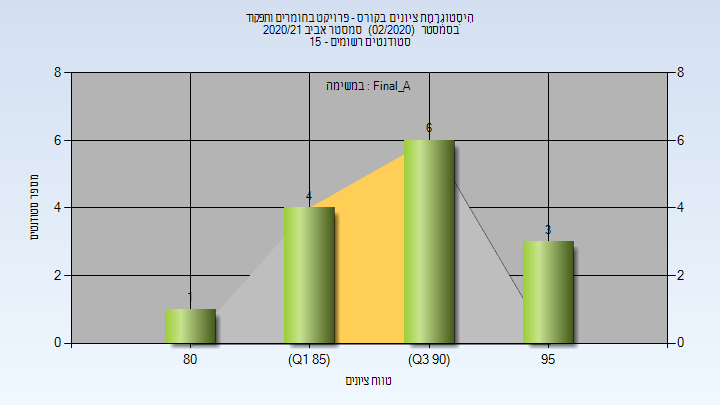 היסטוגרמת ציונים בקורס - פרויקט בחומרים ותפקוד
בסמסטר (02/2020) סמסטר אביב 2020/21
סטודנטים רשומים - 15
במשימה : Final_A
8 8
6 6
4 4
2 2
0 0
1 4 6 3
80 (Q1 85) (Q3 90) 95
מספר סטודנטים
טווח ציונים